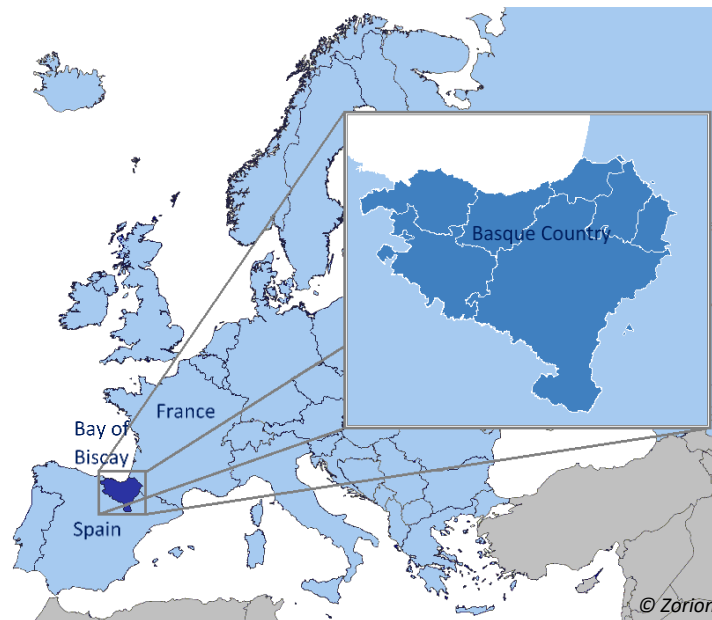 Basque Country
France
Bay of
Biscay
Spain
© Zorion